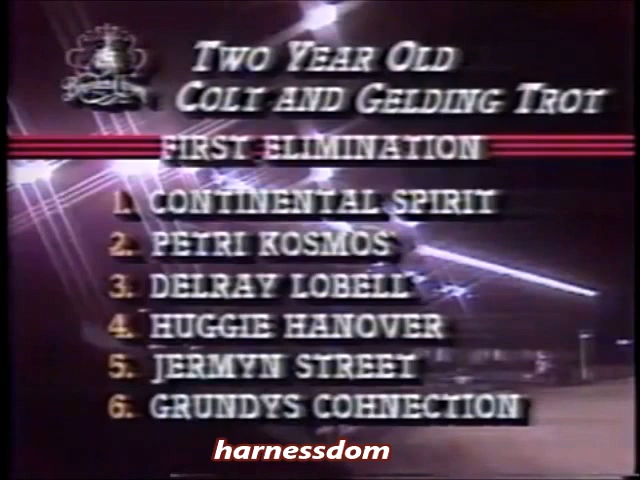 TWO YEAR OLD
COLT AND GELDING TROT
FIRST ELIMINATION
1. CONTINENTAL SPIRIT
2. PETRI KOSMOS
3. DELRAY LOBELL
4. HUGGIE HANOVER
5. JERMYN STREET
6. GRUNDYS COHNECTION
harnessdom